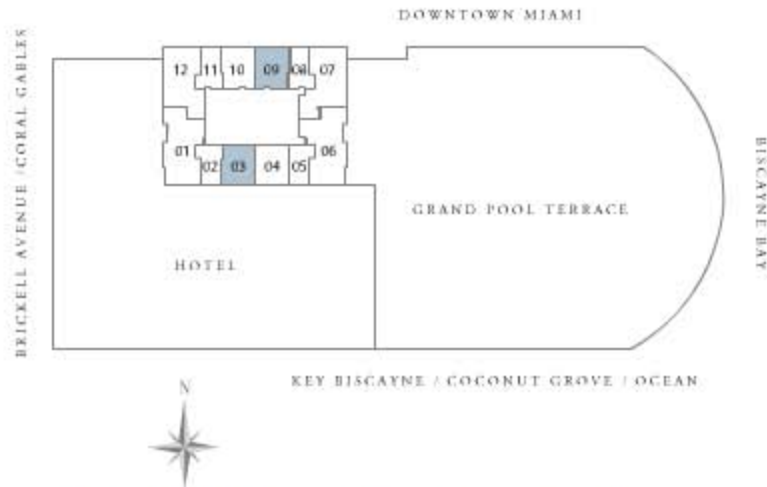 DOWNTOWN MIAMI
BRICKELL AVENUE / CORAL GABLES
12 11 10 09 08 07
01 02 03 04 05 06
BISCAYNE BAY
GRAND POOL TERRACE
HOTEL
KEY BISCAYNE / COCONUT GROVE / OCEAN
N